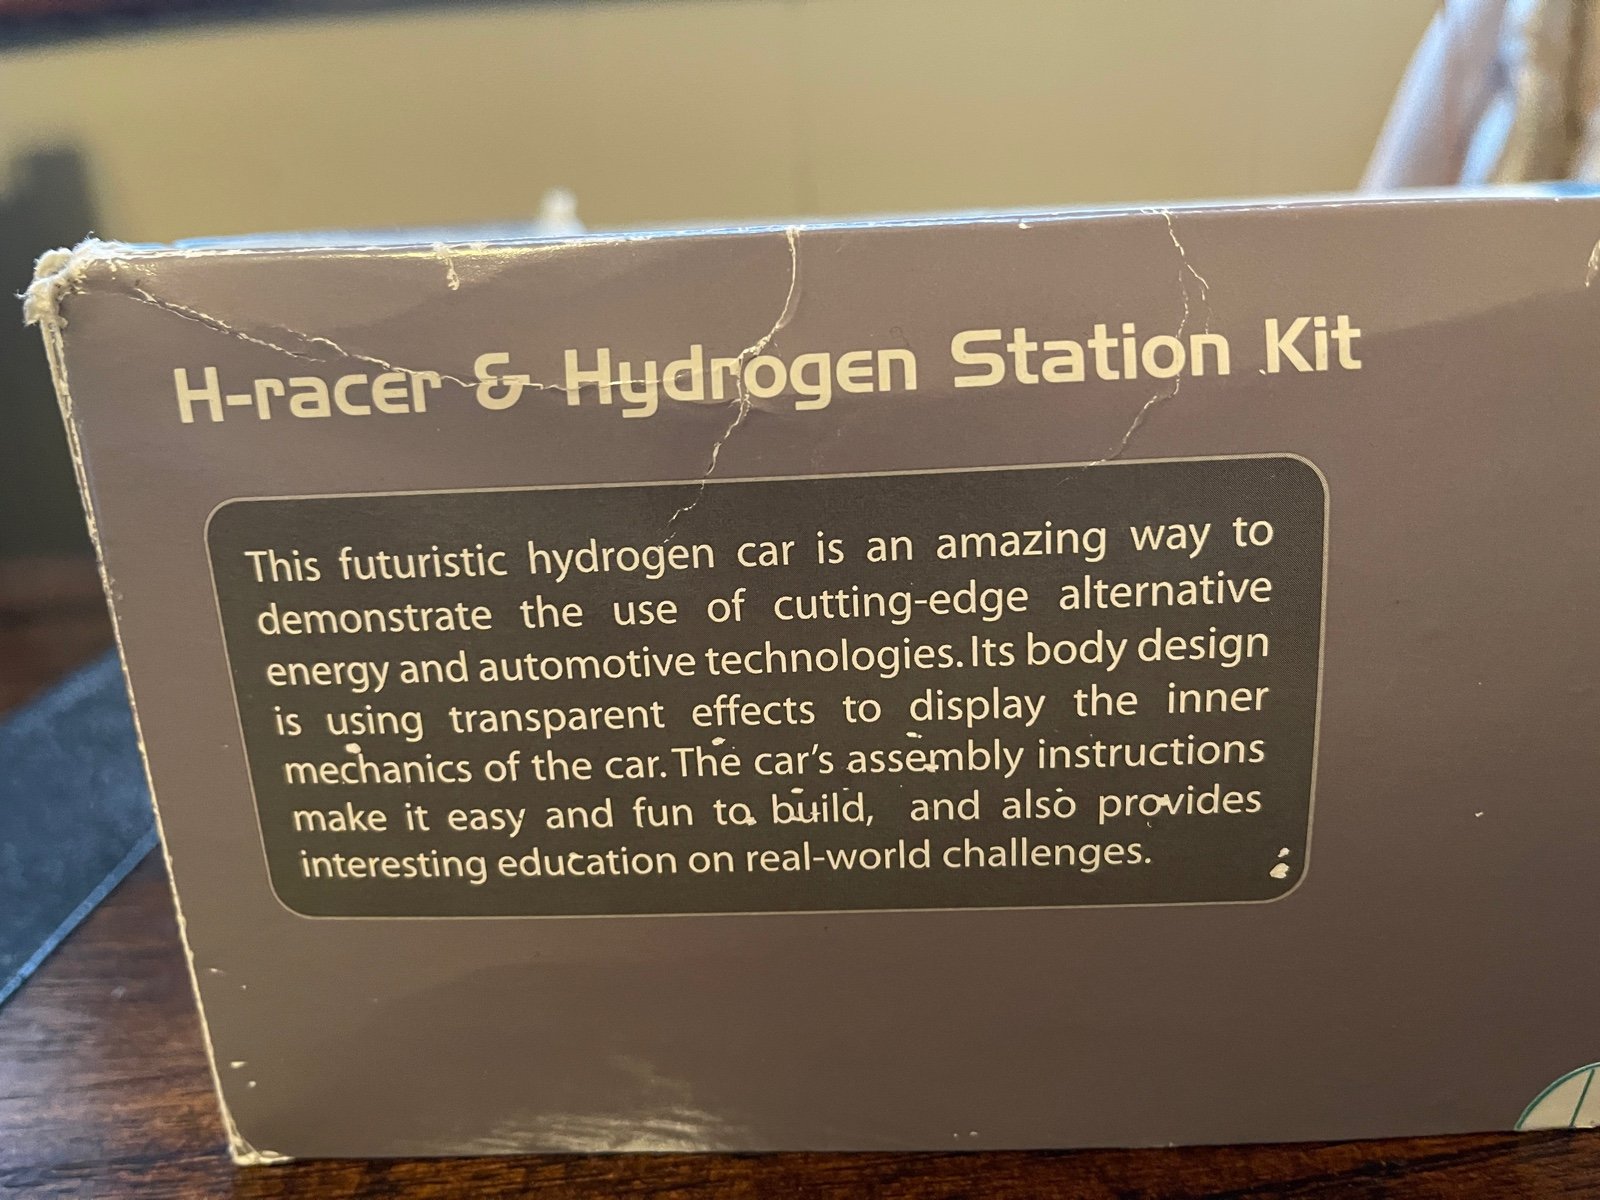 H-racer & Hydrogen Station Kit
This futuristic hydrogen car is an amazing way to
demonstrate the use of cutting-edge alternative
energy and automotive technologies. Its body design
is using transparent effects to display the inner
mechanics of the car. The car's assembly instructions
make it easy and fun to build, and also provides
interesting education on real-world challenges.